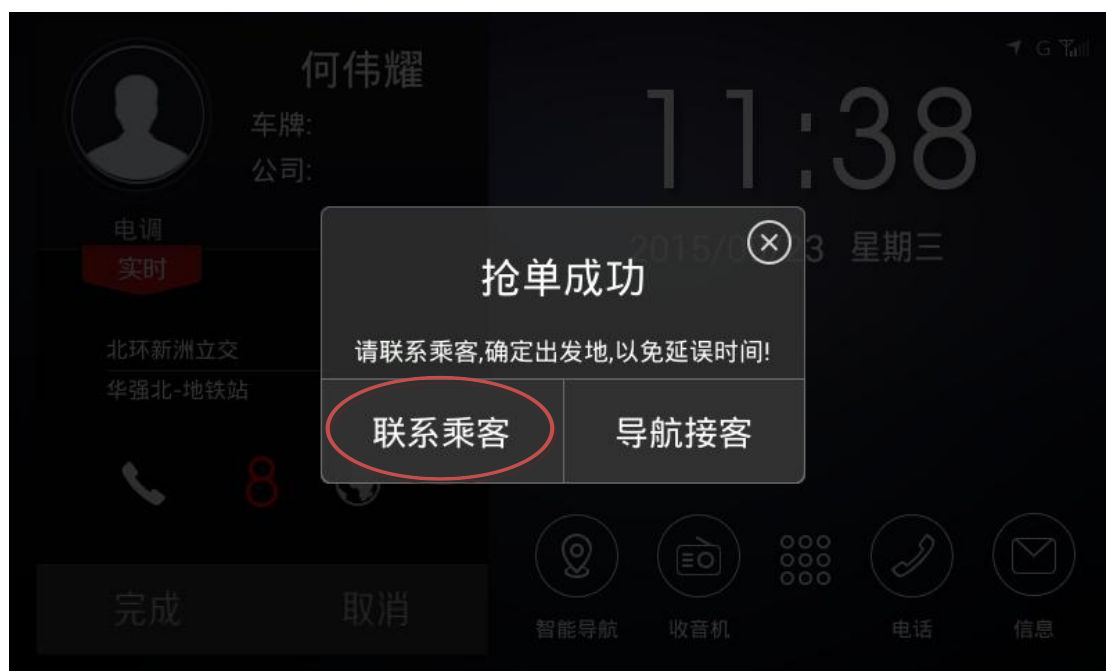 何伟耀
车牌:
公司:
电调
实时
北环新洲立交
华强北-地铁站
8
完成
取消
G
11:38
2015/0
23 星期三
抢单成功
请联系乘客,确定出发地,以免延误时间!
联系乘客
导航接客
智能导航
收音机
电话
信息